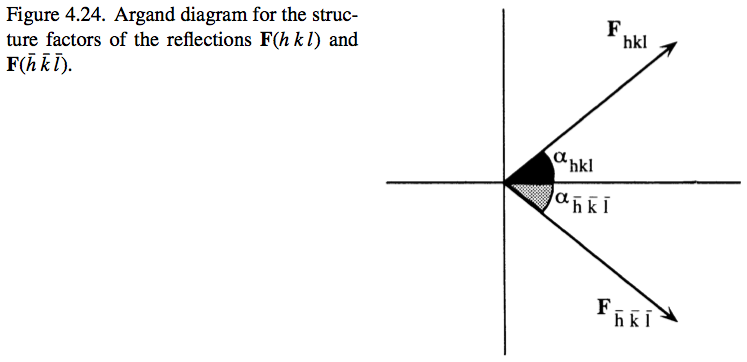 Figure 4.24. Argand diagram for the struc-
ture factors of the reflections F(h k l) and
F(h̄ k̄ l̄).
F hkl
α hkl
α h̄ k̄ l̄
F h̄ k̄ l̄